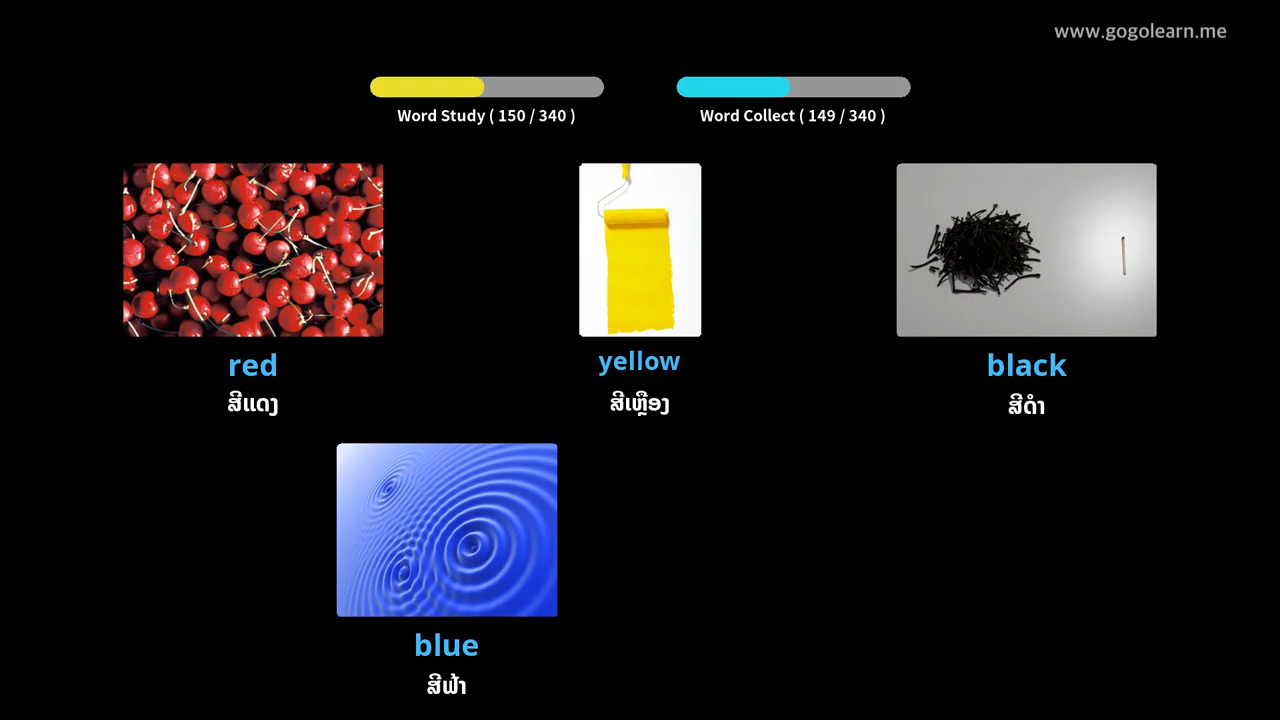 www.gogolearn.me
Word Study ( 150 / 340 )
Word Collect ( 149 / 340 )
red
ສີແດງ
yellow
ສີເຫຼືອງ
black
ສີດຳ
blue
ສີຟ້າ